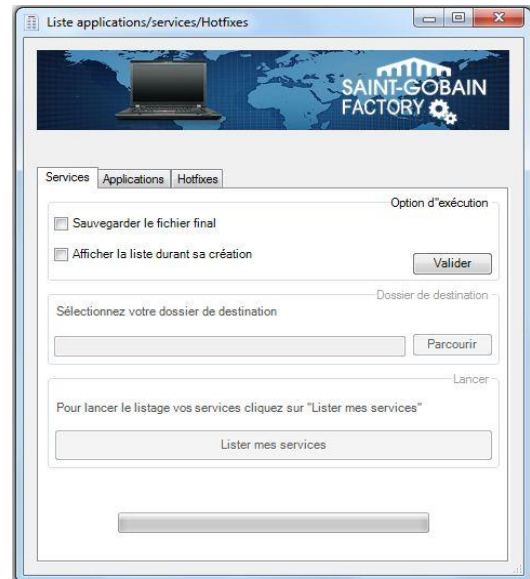 Liste applications/services/Hotfixes
SAINT-GOBAIN
FACTORY
Services Applications Hotfixes
Option d"exécution
Sauvegarder le fichier final
Afficher la liste durant sa création
Valider
Dossier de destination
Sélectionnez votre dossier de destination
Parcourir
Lancer
Pour lancer le listage vos services cliquez sur "Lister mes services"
Lister mes services